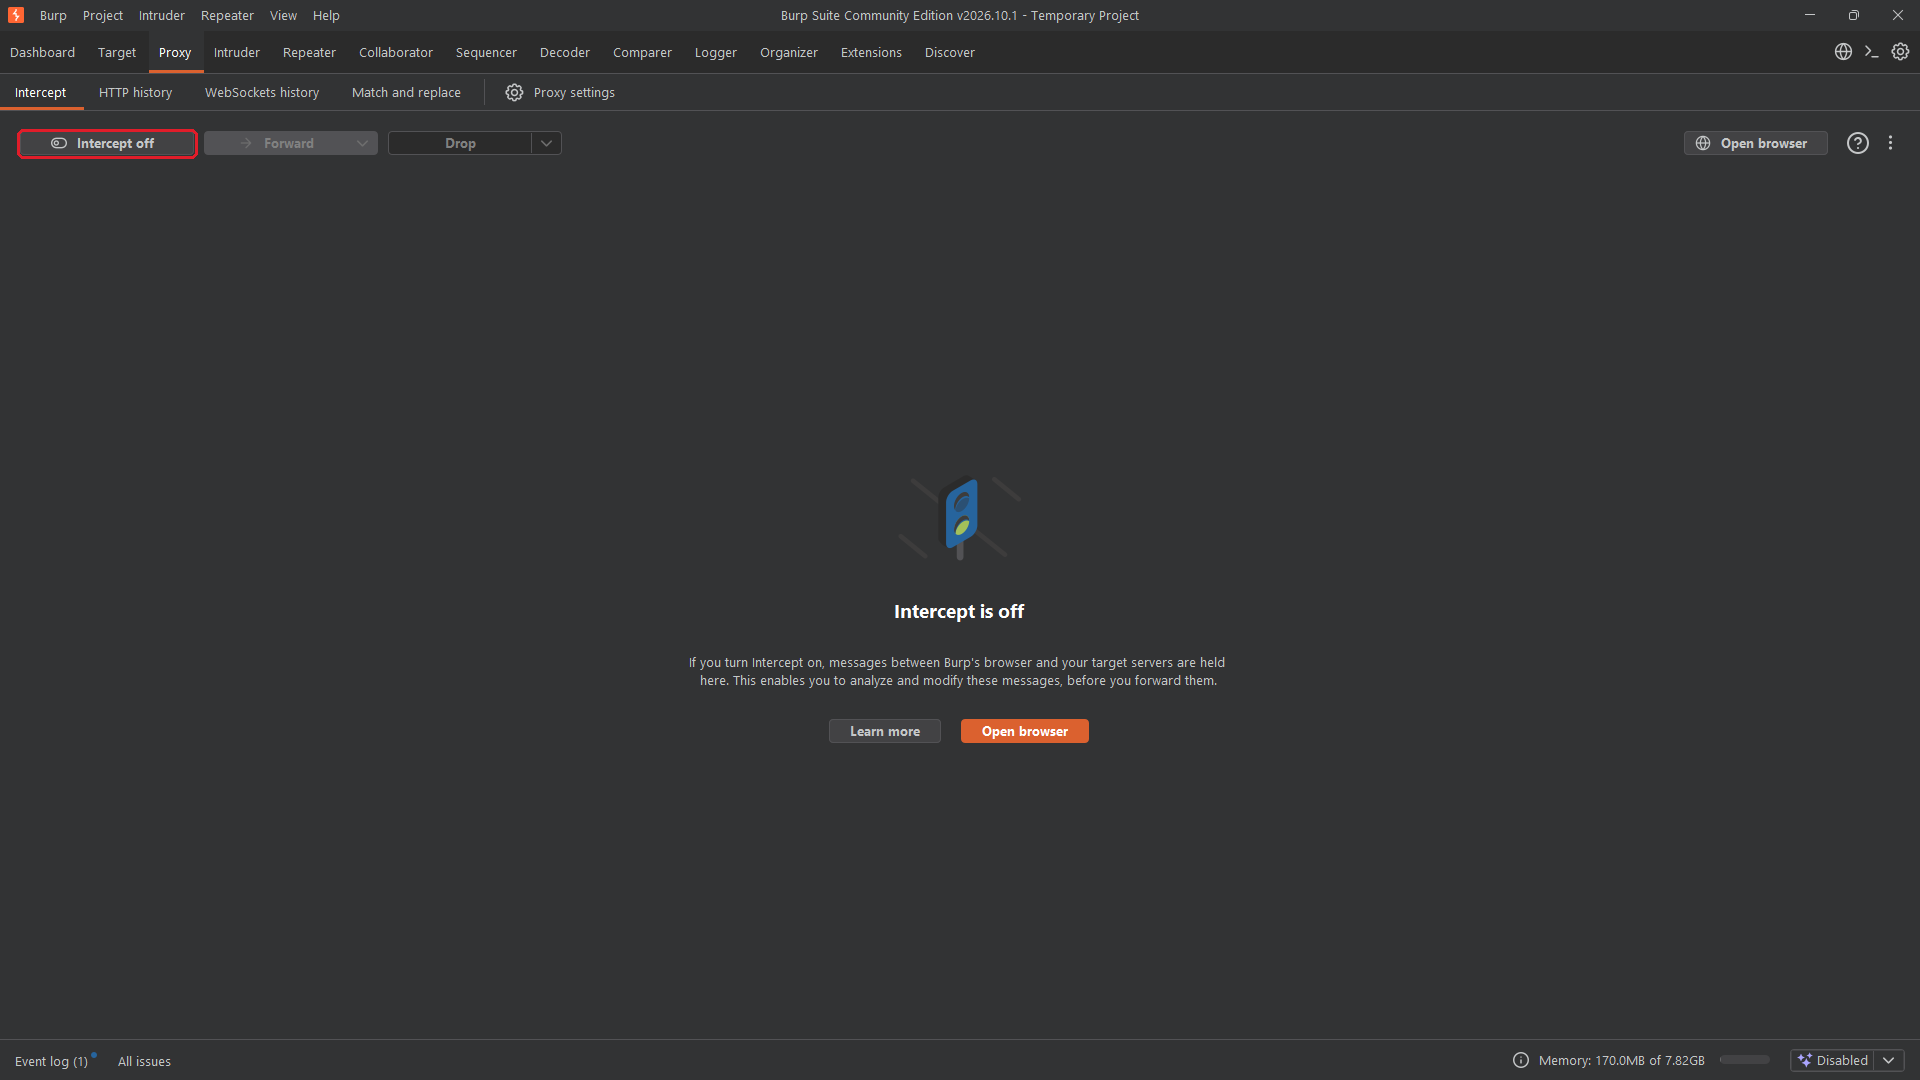 Burp Project Intruder Repeater View Help Burp Suite Community Edition v2026.10.1 - Temporary Project
Dashboard Target Proxy Intruder Repeater Collaborator Sequencer Decoder Comparer Logger Organizer Extensions Discover
Intercept HTTP history WebSockets history Match and replace Proxy settings
Intercept off Forward Drop Open browser
Intercept is off
If you turn Intercept on, messages between Burp's browser and your target servers are held
here. This enables you to analyze and modify these messages, before you forward them.
Learn more Open browser
Event log (1) All issues Memory: 170.0MB of 7.82GB Disabled